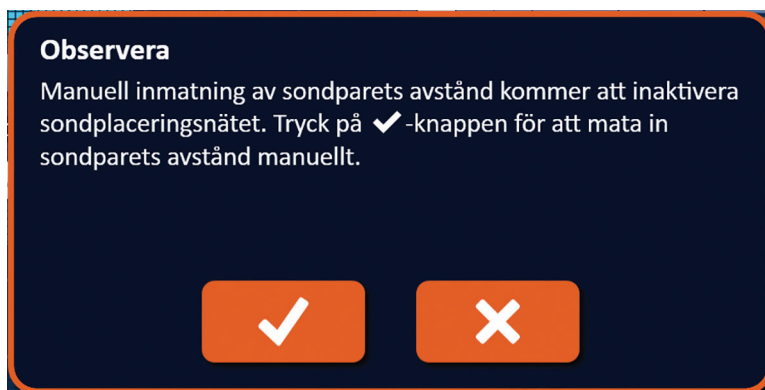 Observera
Manuell inmatning av sondparets avstånd kommer att inaktivera
sondplaceringsnätet. Tryck på ✔-knappen för att mata in
sondparets avstånd manuellt.